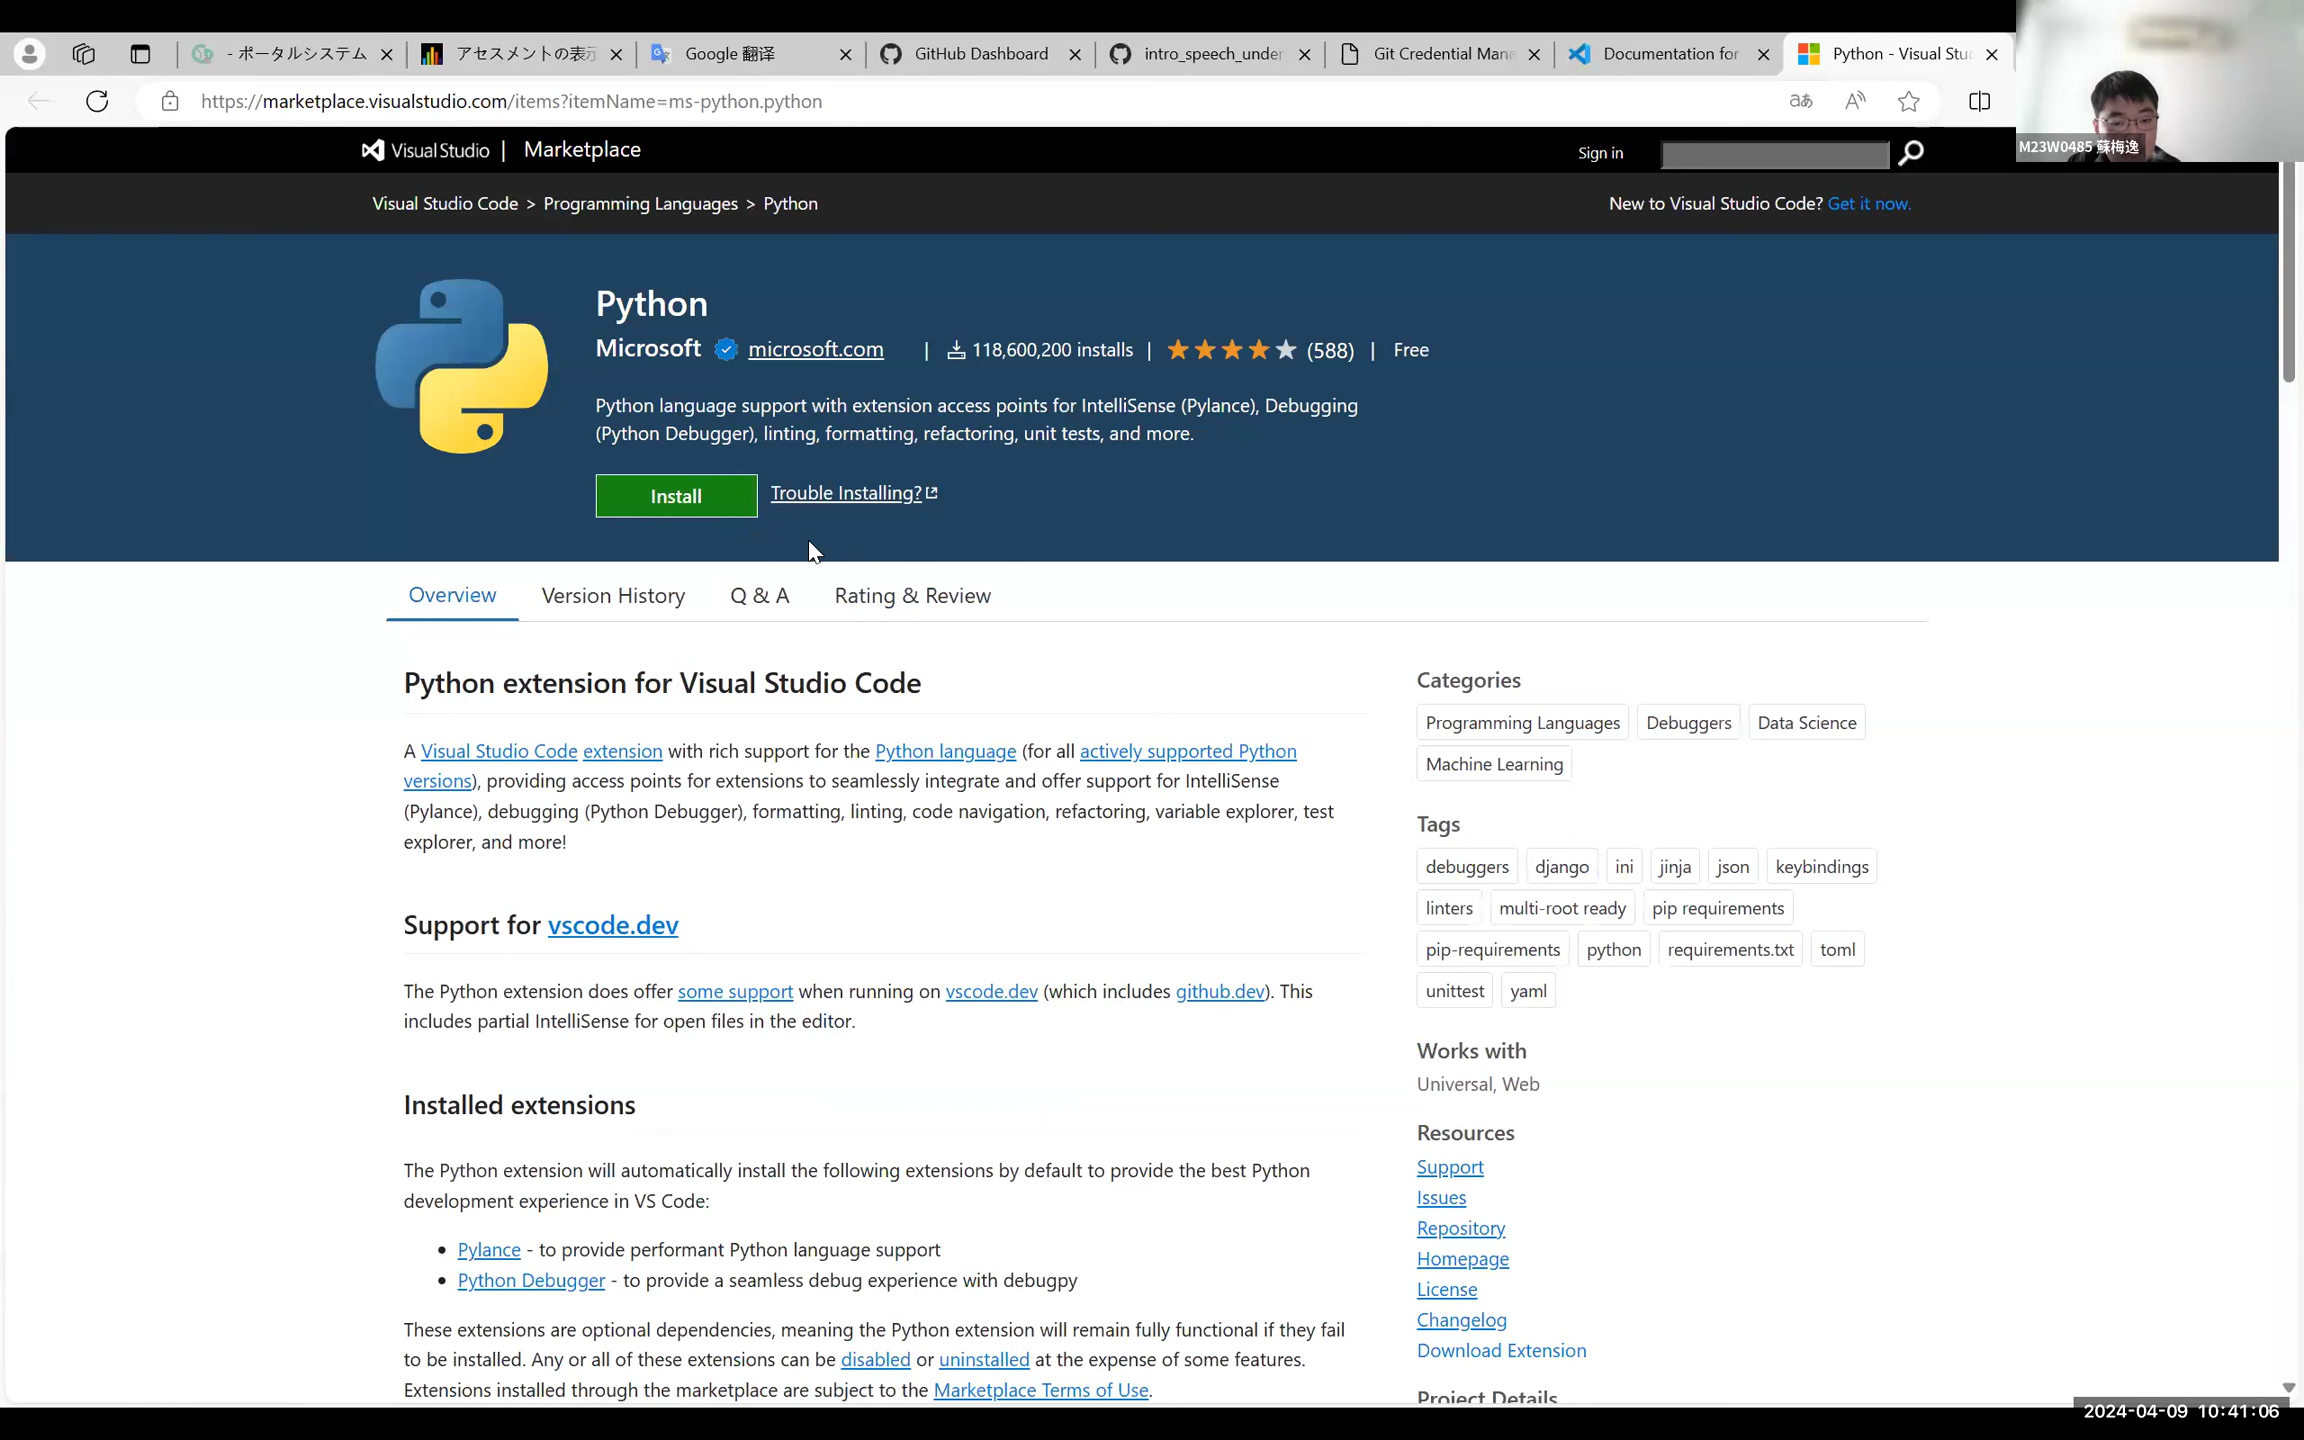 - ポータルシステム
アセスメントの表示
Google 翻译
GitHub Dashboard
intro_speech_under
Git Credential Mana
Documentation for
Python - Visual Stu
https://marketplace.visualstudio.com/items?itemName=ms-python.python
aあ
M23W0485 蘇梅逸
Visual Studio | Marketplace
Sign in
Visual Studio Code > Programming Languages > Python
New to Visual Studio Code? Get it now.
Python
Microsoft microsoft.com | 118,600,200 installs | (588) | Free
Python language support with extension access points for IntelliSense (Pylance), Debugging
(Python Debugger), linting, formatting, refactoring, unit tests, and more.
Install
Trouble Installing?
Overview
Version History
Q & A
Rating & Review
Python extension for Visual Studio Code
A Visual Studio Code extension with rich support for the Python language (for all actively supported Python
versions), providing access points for extensions to seamlessly integrate and offer support for IntelliSense
(Pylance), debugging (Python Debugger), formatting, linting, code navigation, refactoring, variable explorer, test
explorer, and more!
Support for vscode.dev
The Python extension does offer some support when running on vscode.dev (which includes github.dev). This
includes partial IntelliSense for open files in the editor.
Installed extensions
The Python extension will automatically install the following extensions by default to provide the best Python
development experience in VS Code:
• Pylance - to provide performant Python language support
• Python Debugger - to provide a seamless debug experience with debugpy
These extensions are optional dependencies, meaning the Python extension will remain fully functional if they fail
to be installed. Any or all of these extensions can be disabled or uninstalled at the expense of some features.
Extensions installed through the marketplace are subject to the Marketplace Terms of Use.
Categories
Programming Languages Debuggers Data Science
Machine Learning
Tags
debuggers django ini jinja json keybindings
linters multi-root ready pip requirements
pip-requirements python requirements.txt toml
unittest yaml
Works with
Universal, Web
Resources
Support
Issues
Repository
Homepage
License
Changelog
Download Extension
Project Details
2024-04-09 10:41:06